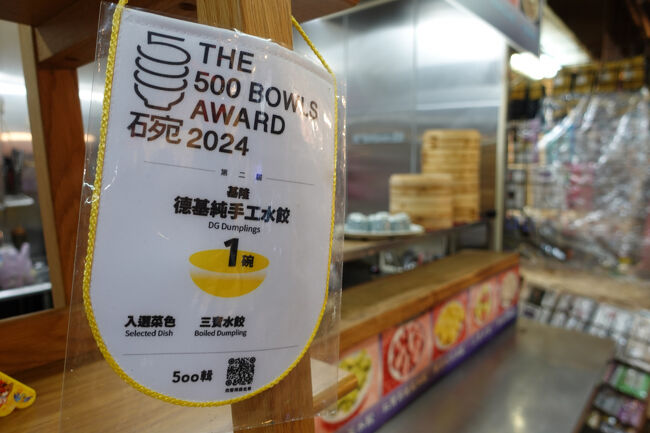 THE
500 BOWLS
AWARD
碗 2024
第二屆
基隆
德基純手工水餃
DG Dumplings
1碗
入選菜色
Selected Dish
三寶水餃
Boiled Dumpling
500輯